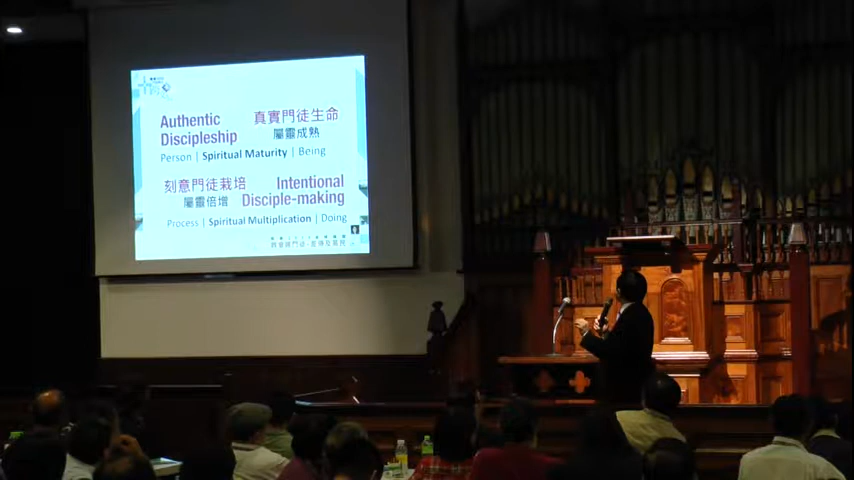 Authentic
Discipleship
真實門徒生命
屬靈成熟
Person | Spiritual Maturity | Being
刻意門徒栽培
屬靈倍增
Intentional
Disciple-making
Process | Spiritual Multiplication | Doing